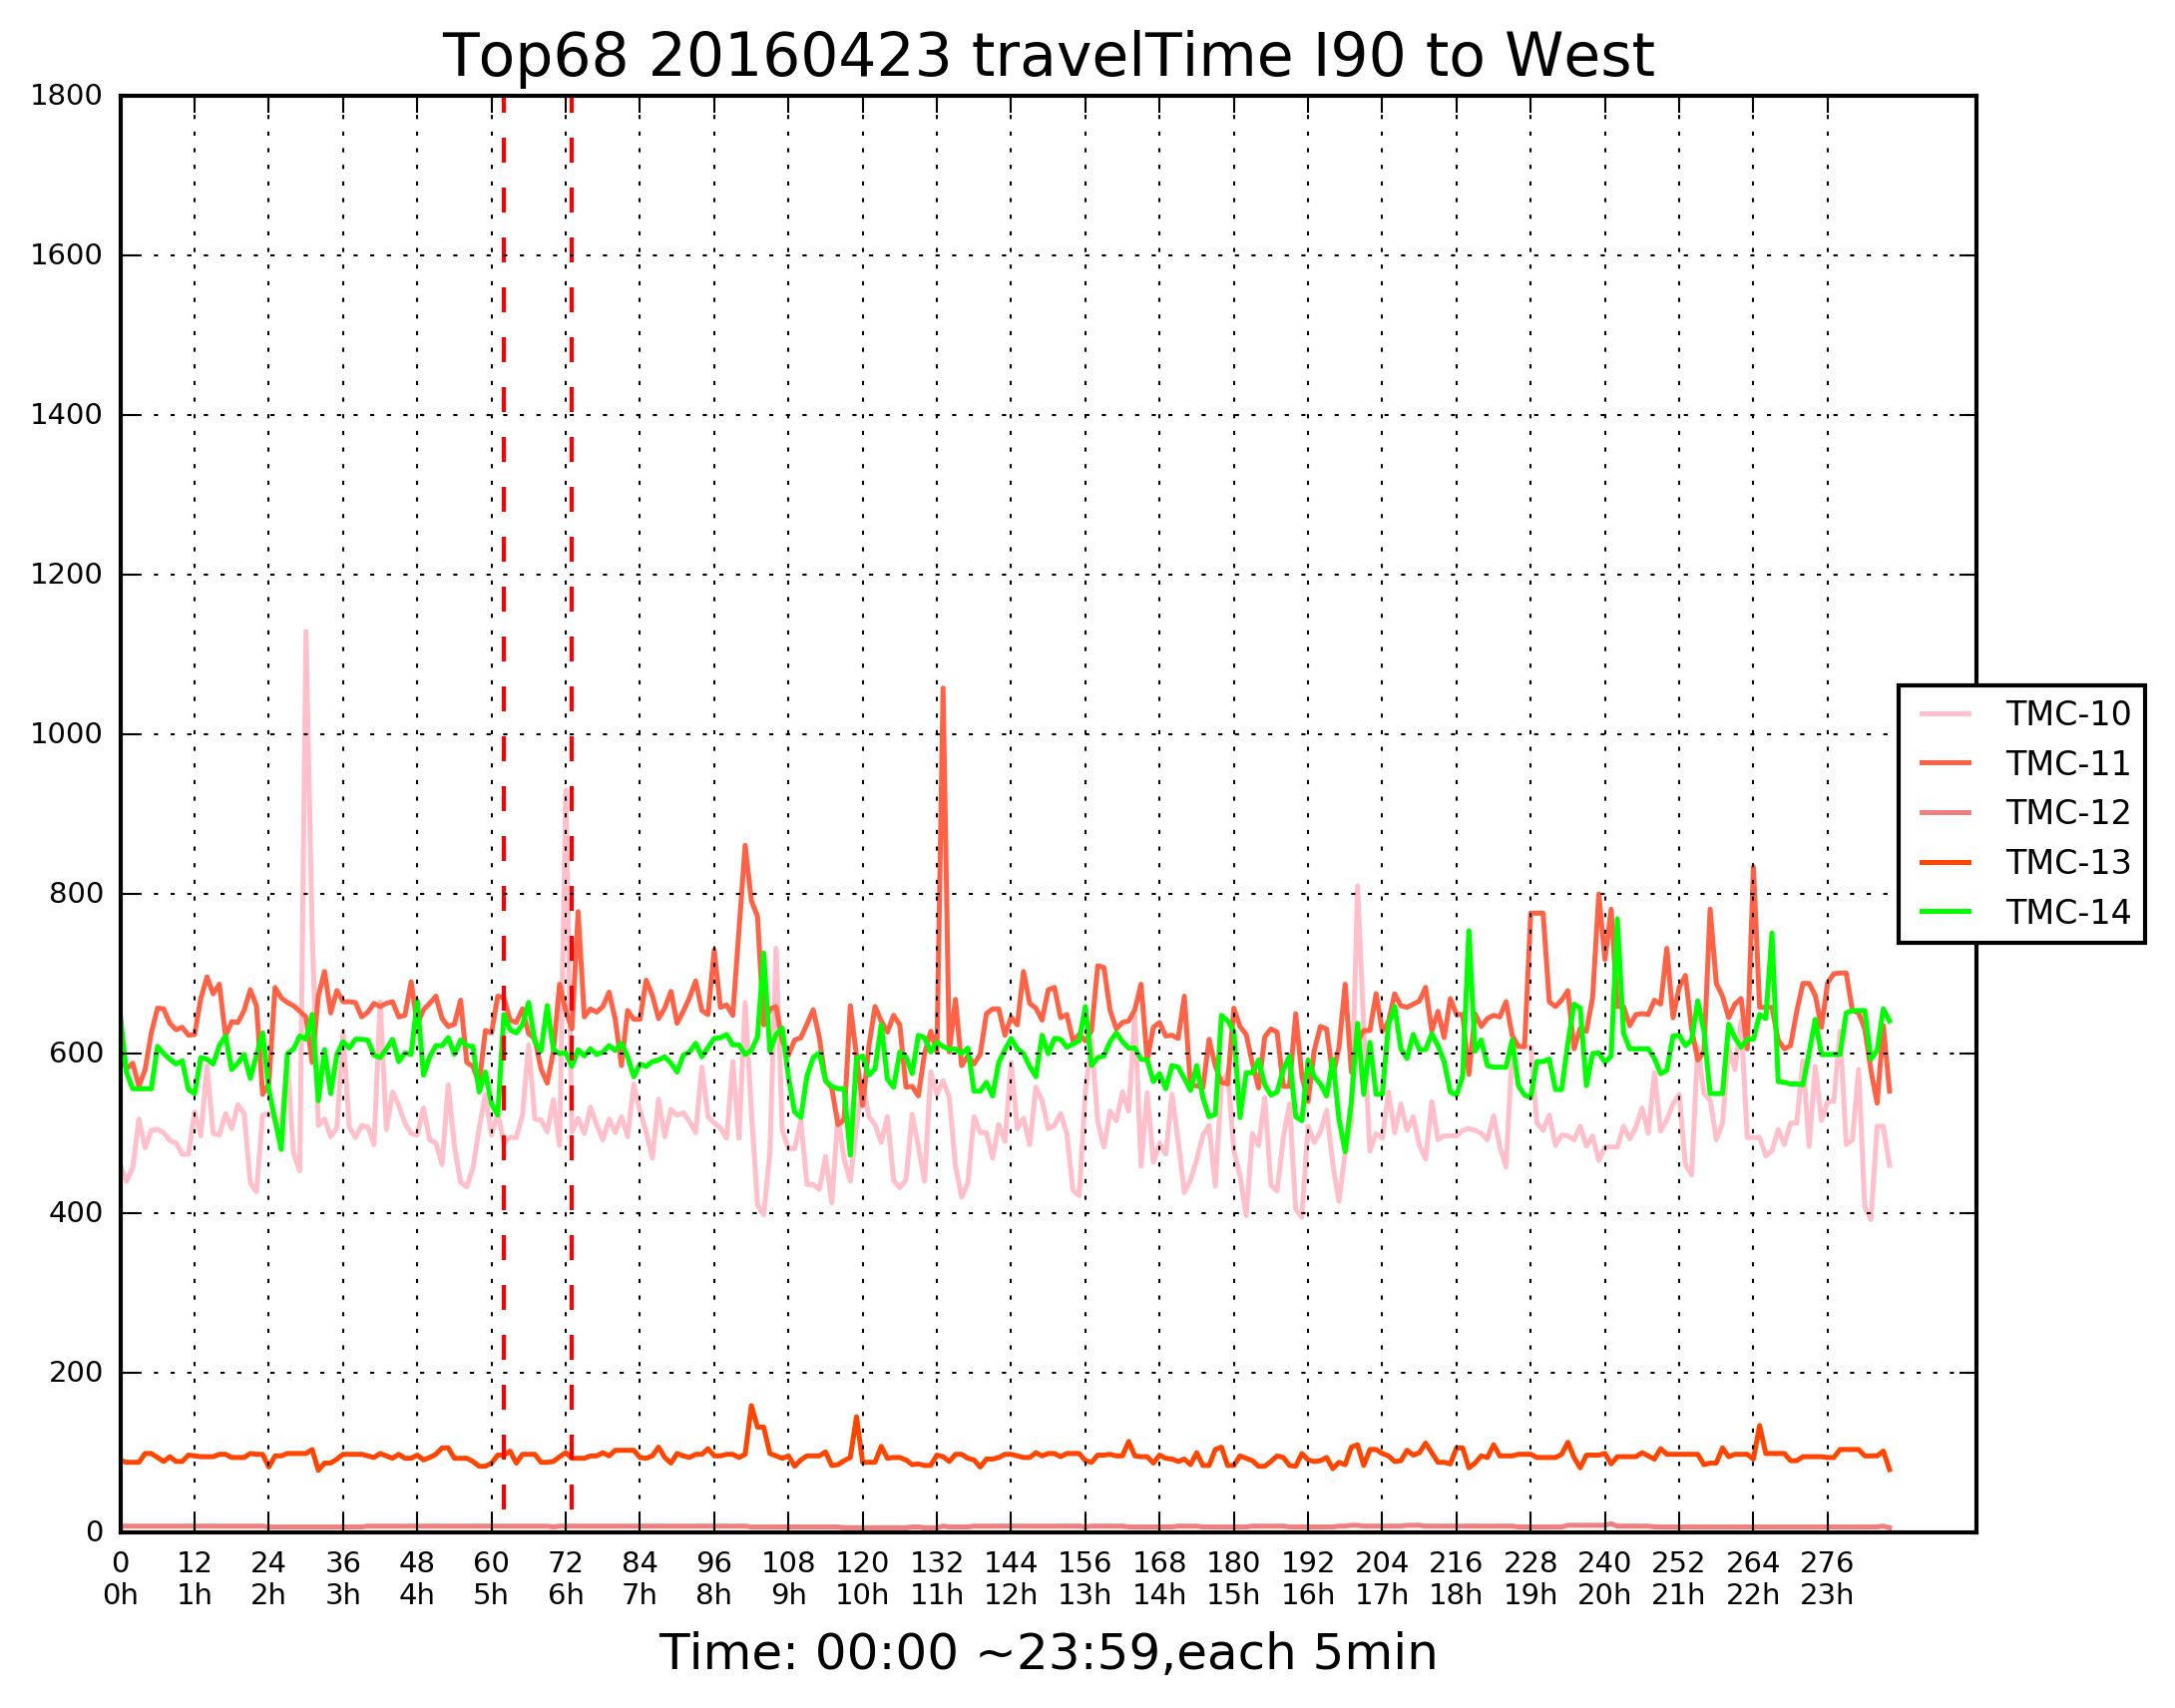 Top68 20160423 travelTime I90 to West
1800
1600
1400
1200
1000
800
600
400
200
0
TMC-10
TMC-11
TMC-12
TMC-13
TMC-14
0 12 24 36 48 60 72 84 96 108 120 132 144 156 168 180 192 204 216 228 240 252 264 276
0h 1h 2h 3h 4h 5h 6h 7h 8h 9h 10h 11h 12h 13h 14h 15h 16h 17h 18h 19h 20h 21h 22h 23h
Time: 00:00 ~23:59,each 5min